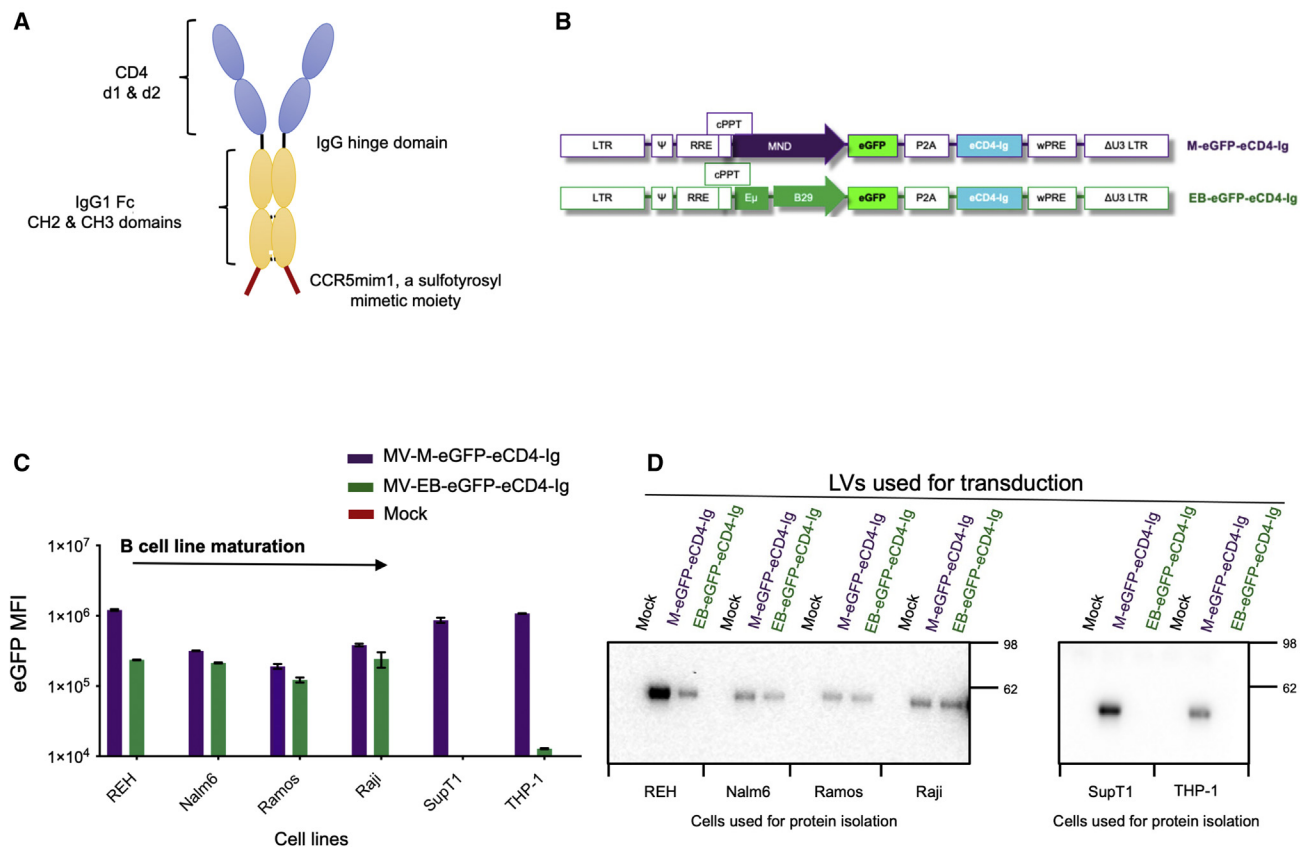 A
CD4
d1 & d2
IgG hinge domain
IgG1 Fc
CH2 & CH3 domains
CCR5mim1, a sulfotyrosyl
mimetic moiety
B
cPPT
LTR
Ψ
RRE
MND
eGFP
P2A
eCD4-Ig
wPRE
ΔU3 LTR
M-eGFP-eCD4-Ig
cPPT
LTR
Ψ
RRE
Eμ
B29
eGFP
P2A
eCD4-Ig
wPRE
ΔU3 LTR
EB-eGFP-eCD4-Ig
C
MV-M-eGFP-eCD4-Ig
MV-EB-eGFP-eCD4-Ig
Mock
B cell line maturation
eGFP MFI
1×10⁷
1×10⁶
1×10⁵
1×10⁴
REH
Nalm6
Ramos
Raji
SupT1
THP-1
Cell lines
D
LVs used for transduction
Mock
M-eGFP-eCD4-Ig
EB-eGFP-eCD4-Ig
Mock
M-eGFP-eCD4-Ig
EB-eGFP-eCD4-Ig
Mock
M-eGFP-eCD4-Ig
EB-eGFP-eCD4-Ig
Mock
M-eGFP-eCD4-Ig
EB-eGFP-eCD4-Ig
98
62
REH
Nalm6
Ramos
Raji
Cells used for protein isolation
Mock
M-eGFP-eCD4-Ig
EB-eGFP-eCD4-Ig
Mock
M-eGFP-eCD4-Ig
EB-eGFP-eCD4-Ig
98
62
SupT1
THP-1
Cells used for protein isolation